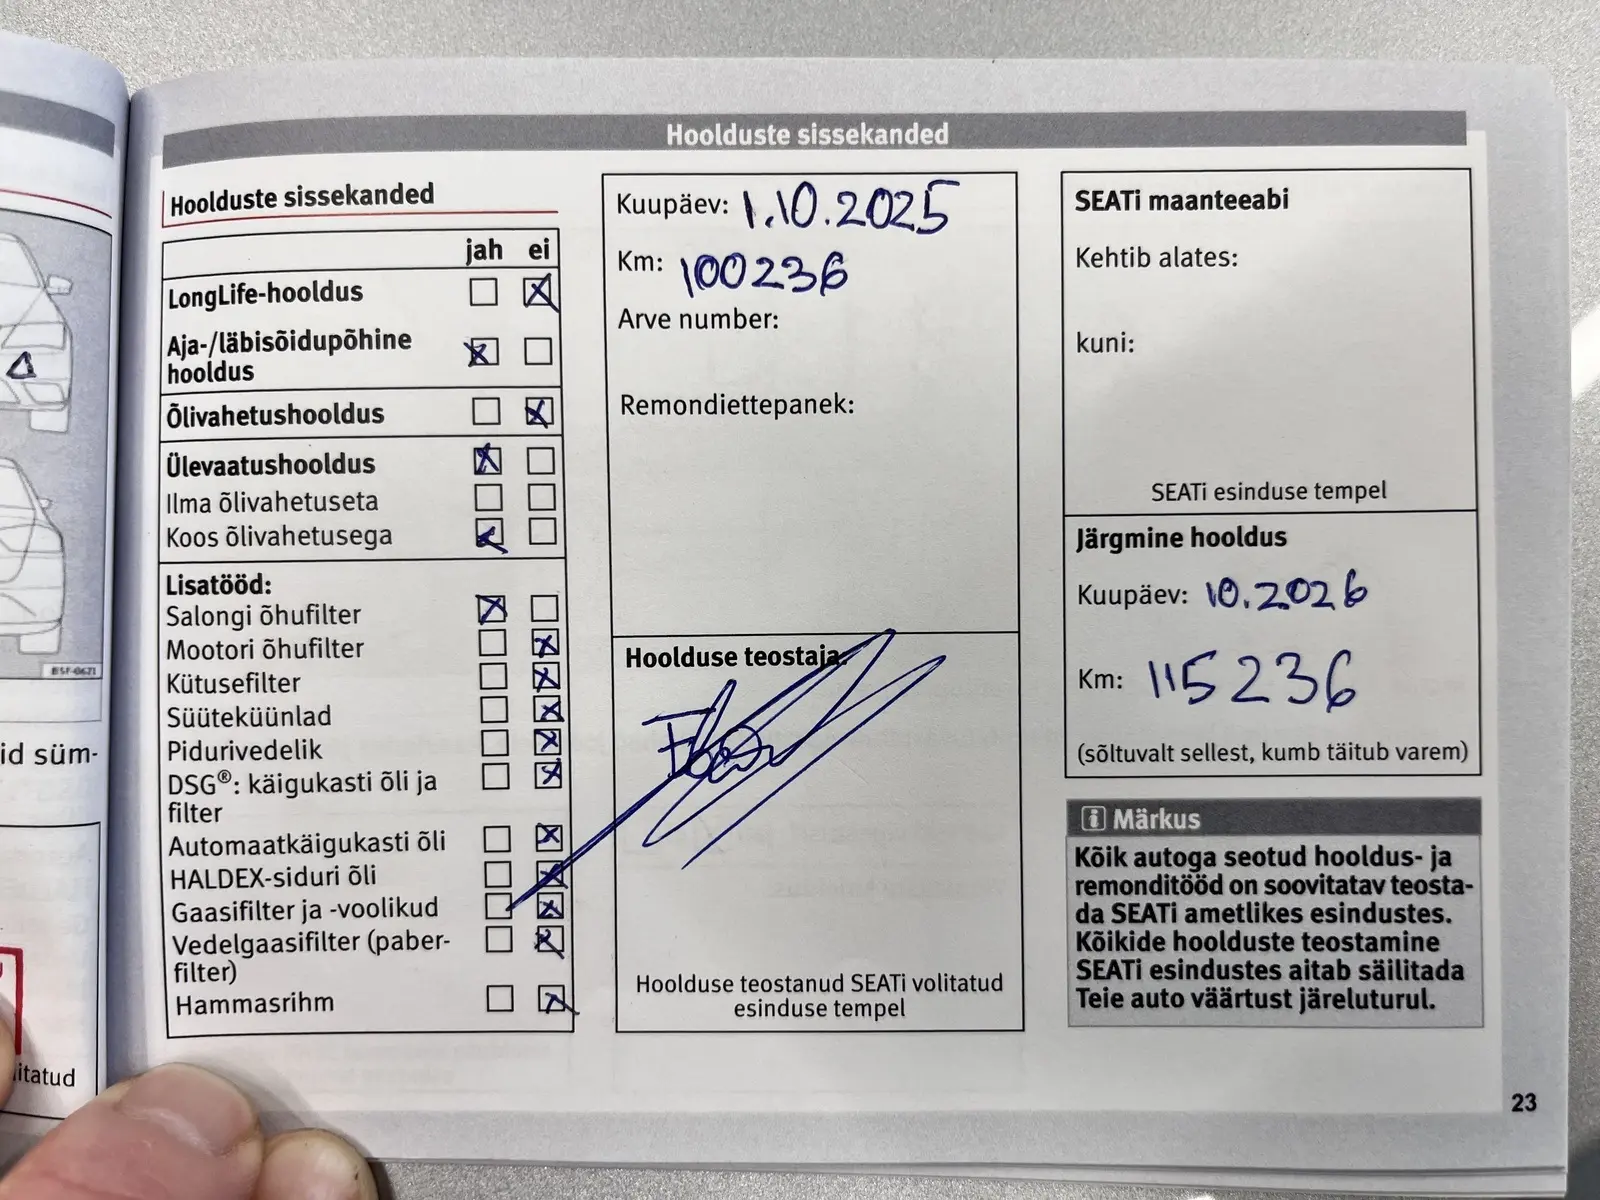 Hoolduste sissekanded
Hoolduste sissekanded
jah ei
LongLife-hooldus
Aja-/läbisõidupõhine
hooldus
Õlivahetushooldus
Ülevaatushooldus
Ilma õlivahetuseta
Koos õlivahetusega
Lisatööd:
Salongi õhufilter
Mootori õhufilter
Kütusefilter
Süüteküünlad
Pidurivedelik
DSG®: käigukasti õli ja
filter
Automaatkäigukasti õli
HALDEX-siduri õli
Gaasifilter ja -voolikud
Vedelgaasifilter (paber-
filter)
Hammasrihm
Kuupäev: 1.10.2025
Km: 100236
Arve number:
Remondiettepanek:
Hoolduse teostaja:
Hoolduse teostanud SEATi volitatud
esinduse tempel
SEATi maanteeabi
Kehtib alates:
kuni:
SEATi esinduse tempel
Järgmine hooldus
Kuupäev: 10.2026
Km: 115236
(sõltuvalt sellest, kumb täitub varem)
Märkus
Kõik autoga seotud hooldus- ja
remonditööd on soovitatav teosta-
da SEATi ametlikes esindustes.
Kõikide hoolduste teostamine
SEATi esindustes aitab säilitada
Teie auto väärtust järeluturul.
23
B5F-0671
id süm-
itatud